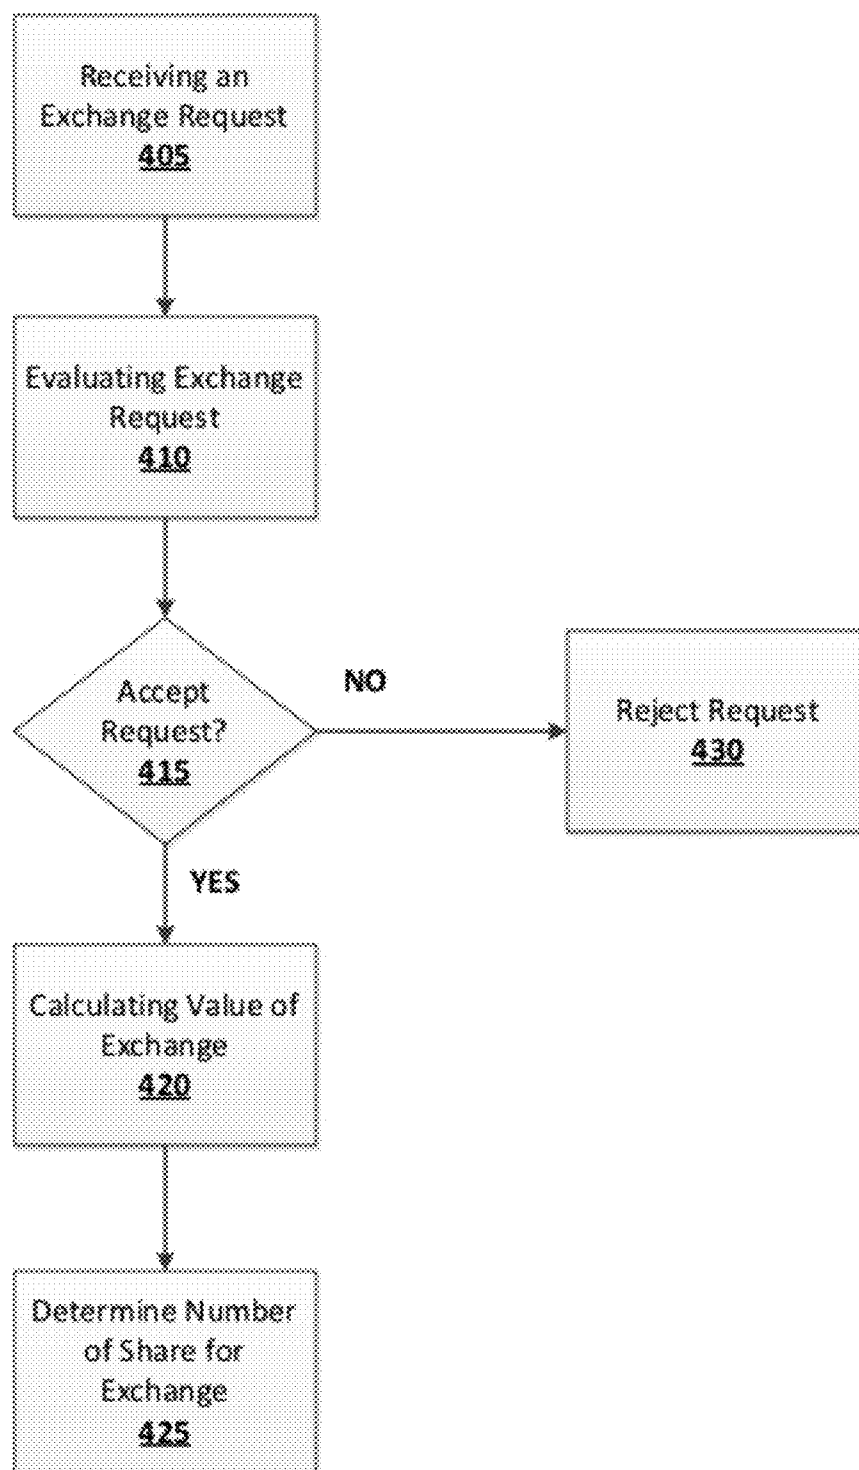 Receiving an
Exchange Request
405
Evaluating Exchange
Request
410
Accept
Request?
415
NO
Reject Request
430
YES
Calculating Value of
Exchange
420
Determine Number
of Share for
Exchange
425